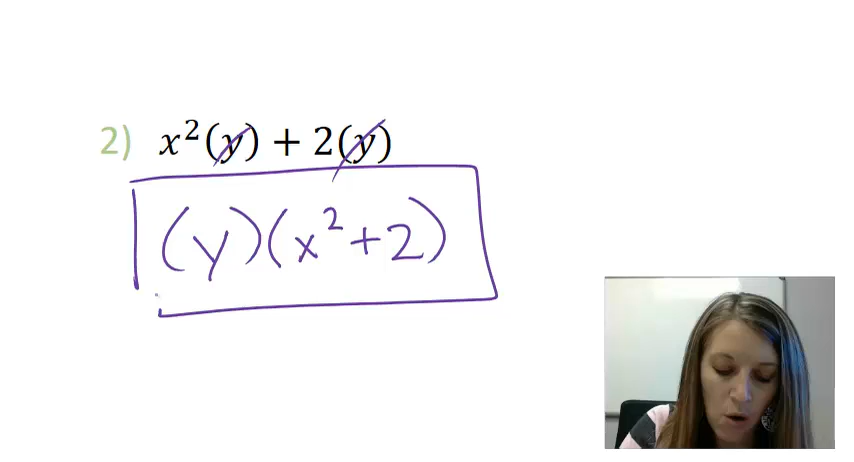 2) x²(y) + 2(y)
(y)(x²+2)